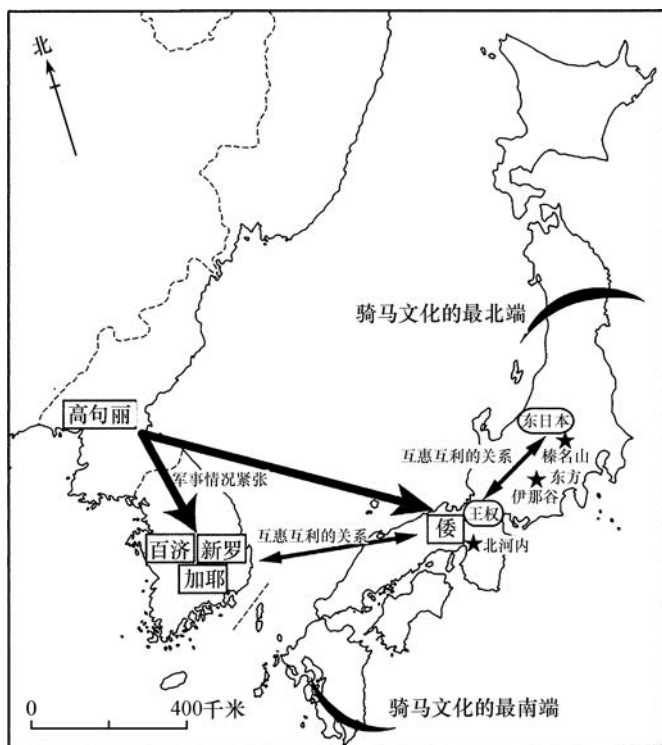 北
骑马文化的最北端
高句丽
东日本
榛名山
互惠互利的关系
东方
军事情况紧张
伊那谷
王权
倭
百济
新罗
互惠互利的关系
北河内
加耶
骑马文化的最南端
0
400千米